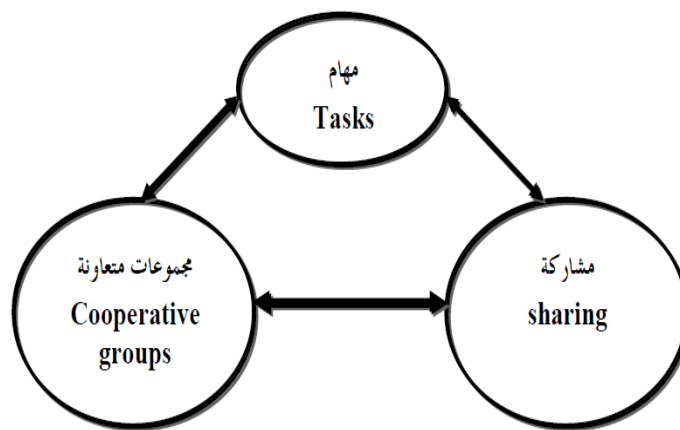 مهام
Tasks
مجموعات متعاونة
Cooperative
groups
مشاركة
sharing